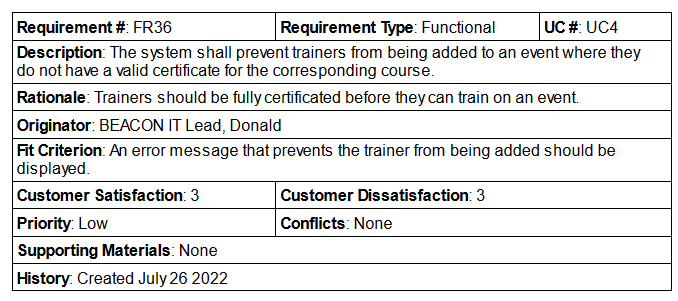 Requirement #: FR36 Requirement Type: Functional UC #: UC4
Description: The system shall prevent trainers from being added to an event where they
do not have a valid certificate for the corresponding course.
Rationale: Trainers should be fully certificated before they can train on an event.
Originator: BEACON IT Lead, Donald
Fit Criterion: An error message that prevents the trainer from being added should be
displayed.
Customer Satisfaction: 3 Customer Dissatisfaction: 3
Priority: Low Conflicts: None
Supporting Materials: None
History: Created July 26 2022